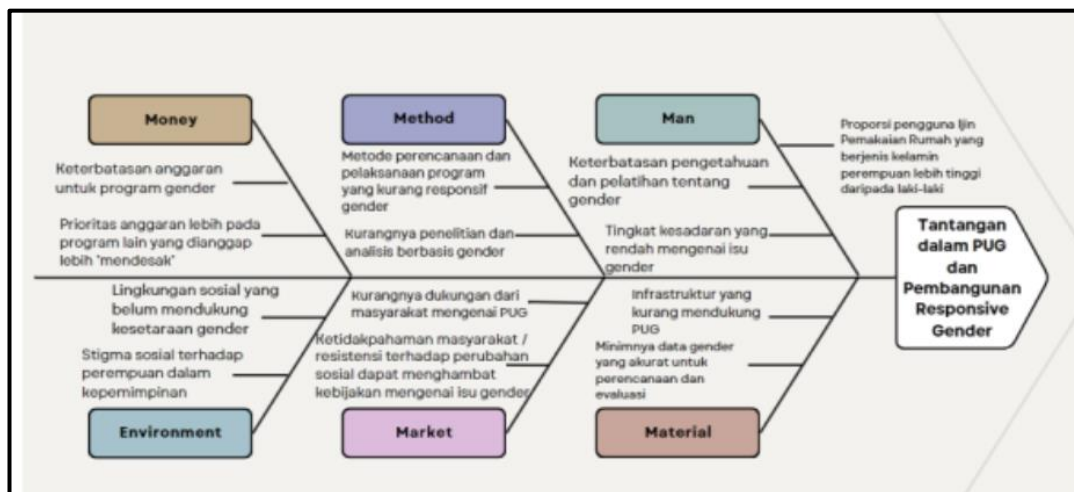 Money
Method
Man
Proporsi pengguna Ijin
Pemakaian Rumah yang
berjenis kelamin
perempuan lebih tinggi
daripada laki-laki
Keterbatasan anggaran
untuk program gender
Metode perencanaan dan
pelaksanaan program
yang kurang responsif
gender
Keterbatasan pengetahuan
dan pelatihan tentang
gender
Prioritas anggaran lebih pada
program lain yang dianggap
lebih "mendesak"
Kurangnya penelitian dan
analisis berbasis gender
Tingkat kesadaran yang
rendah mengenai isu
gender
Tantangan
dalam PUG
dan
Pembangunan
Responsive
Gender
Lingkungan sosial yang
belum mendukung
kesetaraan gender
Kurangnya dukungan dari
masyarakat mengenai PUG
Infrastruktur yang
kurang mendukung
PUG
Stigma sosial terhadap
perempuan dalam
kepemimpinan
Ketidakpahaman masyarakat /
resistensi terhadap perubahan
sosial dapat menghambat
kebijakan mengenai isu gender
Minimnya data gender
yang akurat untuk
perencanaan dan
evaluasi
Environment
Market
Material